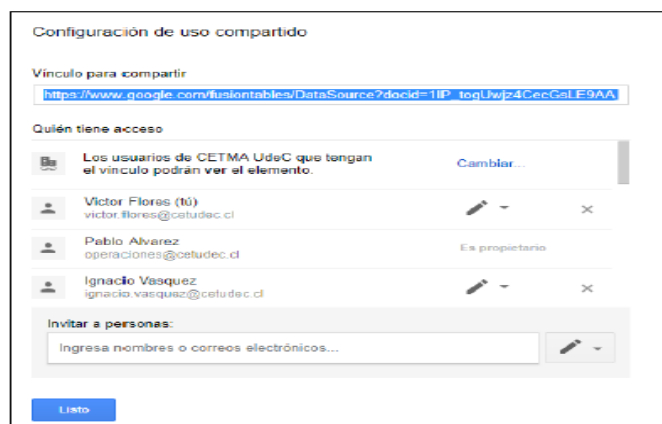 Configuración de uso compartido
Vínculo para compartir
https://www.google.com/fusiontables/DataSource?docid=1IP_togUwjz4CecGsLE9AA
Quién tiene acceso
Los usuarios de CETMA UdeC que tengan
el vínculo podrán ver el elemento.
Cambiar...
Victor Flores (tú)
victor.flores@cetudec.cl
Pablo Alvarez
operaciones@cetudec.cl
Es propietario
Ignacio Vasquez
ignacio.vasquez@cetudec.cl
Invitar a personas:
Ingresa nombres o correos electrónicos...
Listo